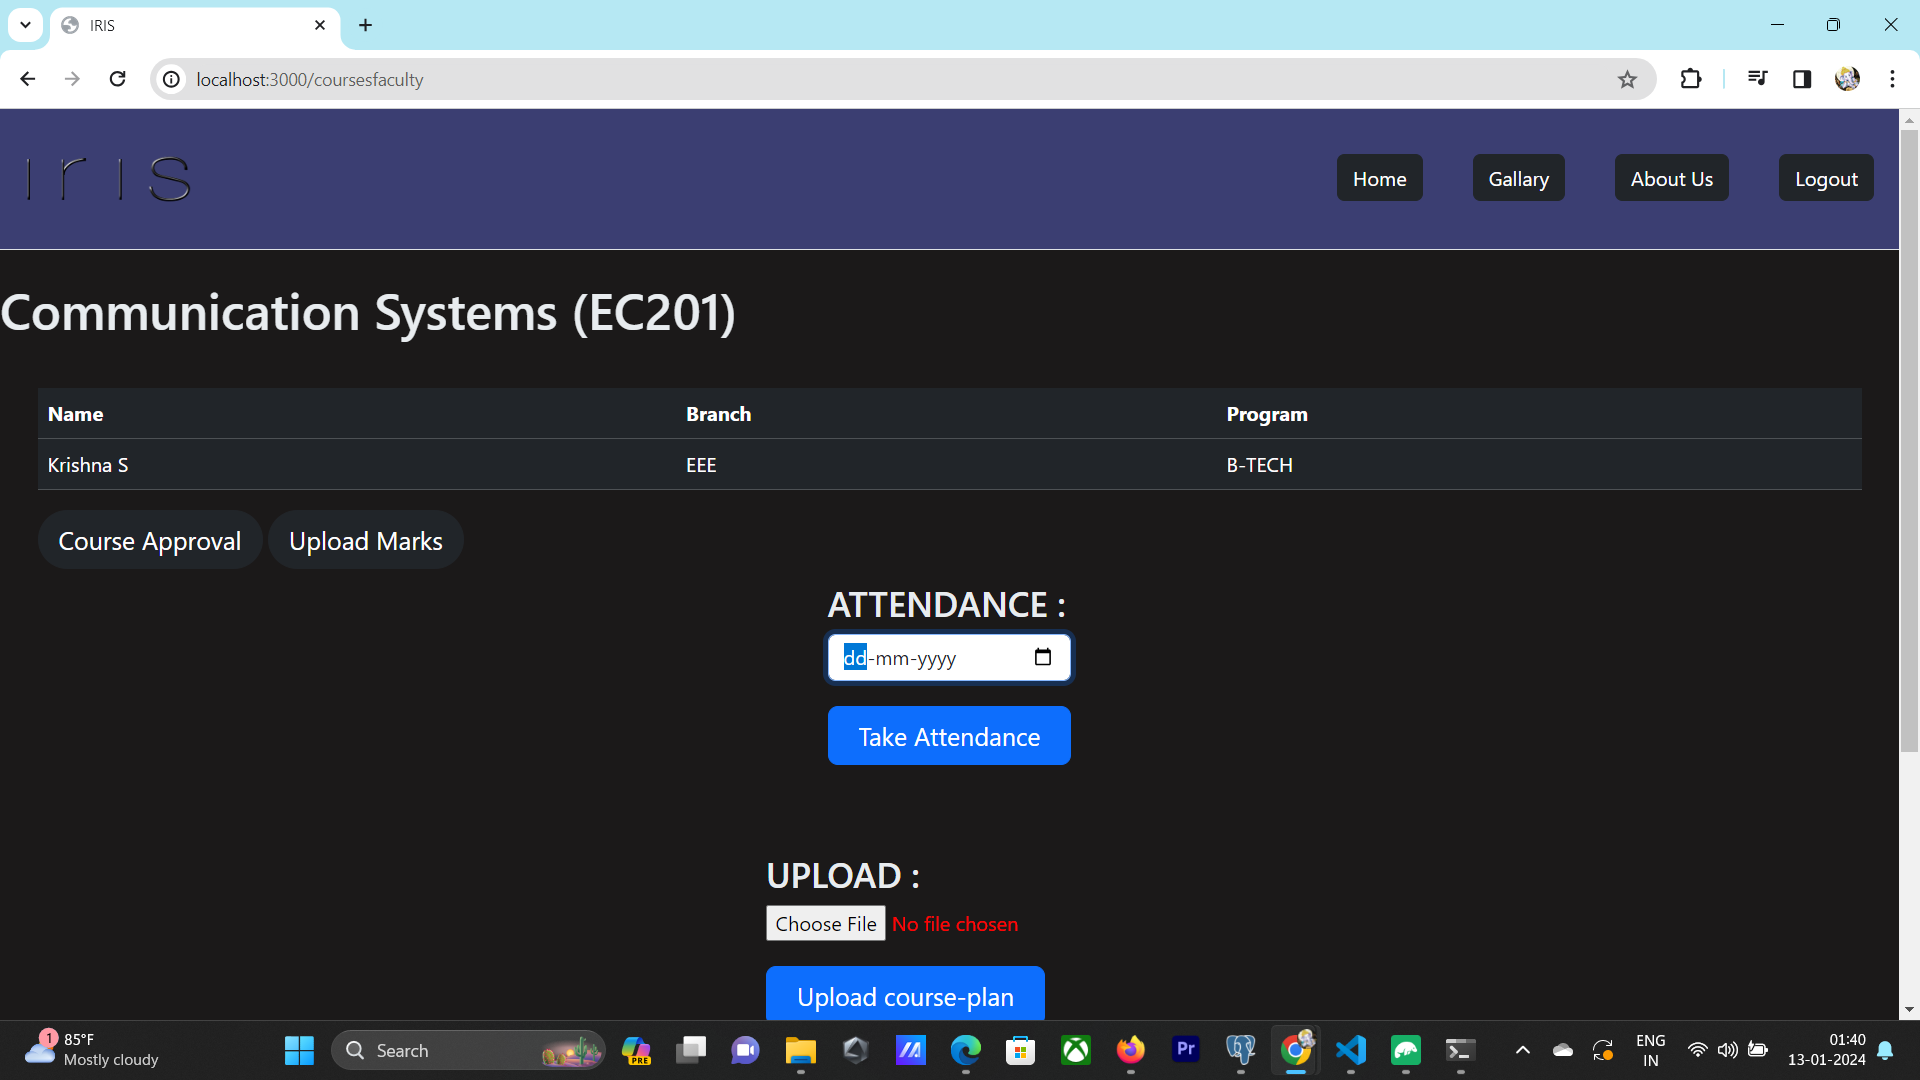 IRIS
localhost:3000/coursesfaculty
iris
Home
Gallary
About Us
Logout
Communication Systems (EC201)
Name Branch Program
Krishna S EEE B-TECH
Course Approval
Upload Marks
ATTENDANCE :
dd-mm-yyyy
Take Attendance
UPLOAD :
Choose File No file chosen
Upload course-plan
1
85°F
Mostly cloudy
Search
PRE
Pr
ENG
IN
01:40
13-01-2024